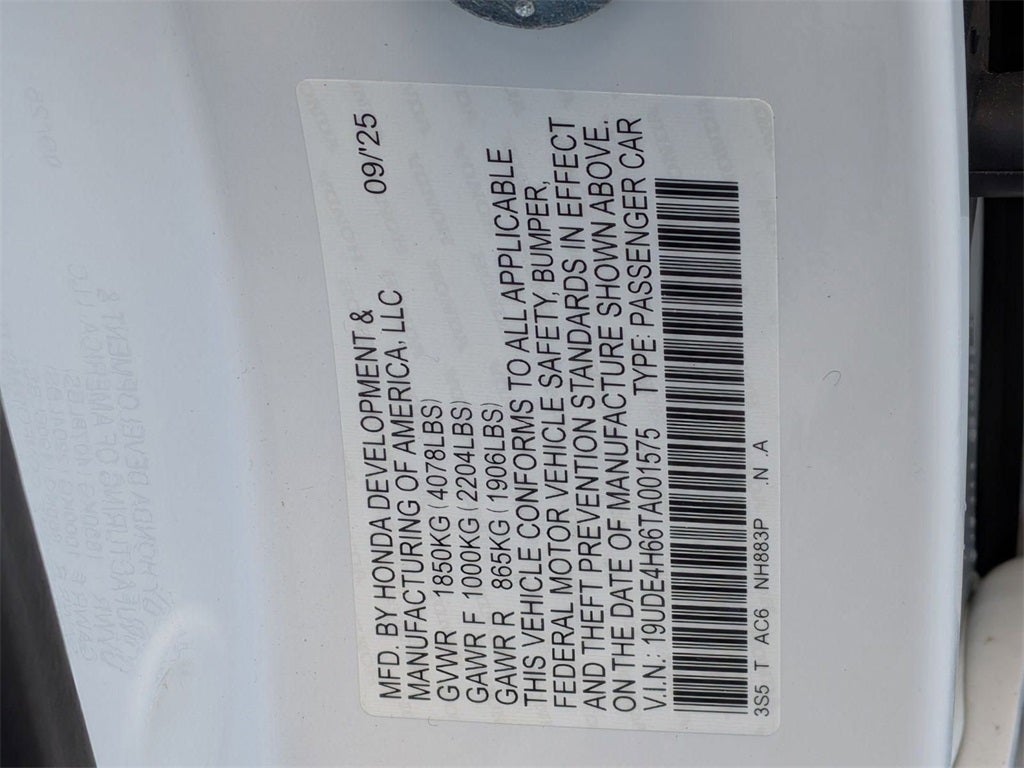 MFD. BY HONDA DEVELOPMENT &
MANUFACTURING OF AMERICA, LLC 09/'25
GVWR 1850KG (4078LBS)
GAWR F 1000KG (2204LBS)
GAWR R 865KG (1906LBS)
THIS VEHICLE CONFORMS TO ALL APPLICABLE
FEDERAL MOTOR VEHICLE SAFETY, BUMPER,
AND THEFT PREVENTION STANDARDS IN EFFECT
ON THE DATE OF MANUFACTURE SHOWN ABOVE.
V.I.N.: 19UDE4H66TA001575 TYPE: PASSENGER CAR
3S5 T AC6 NH883P N A